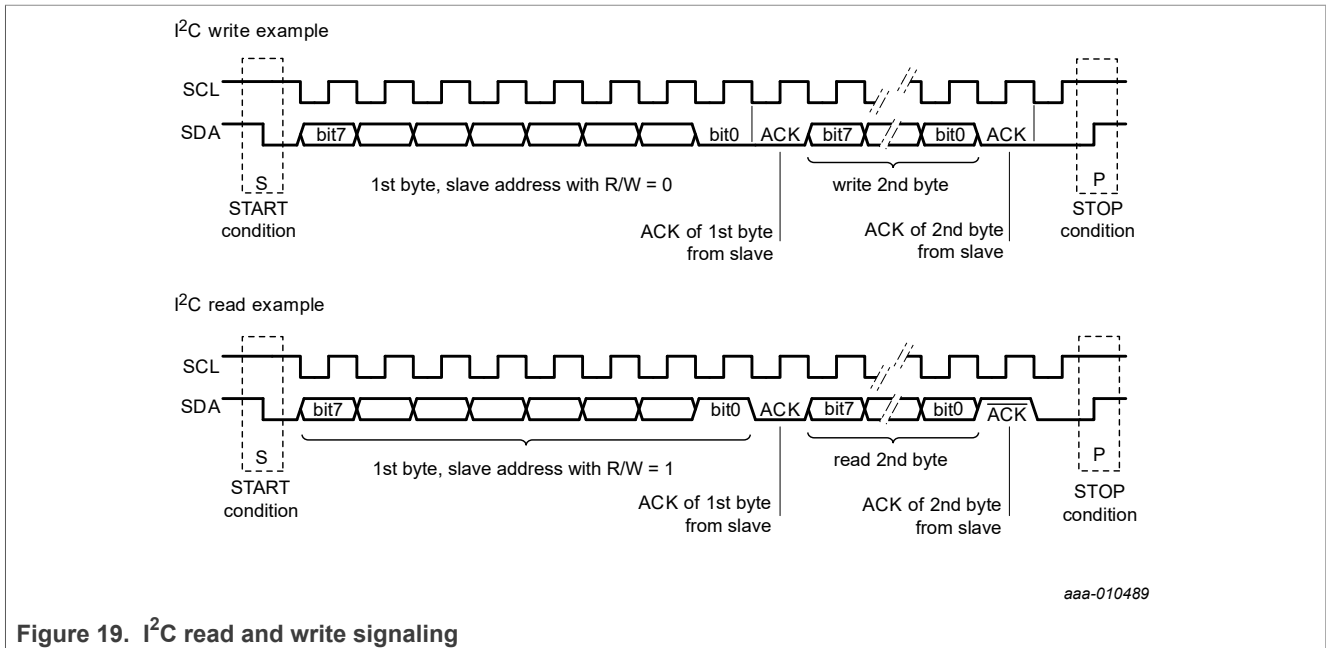 I²C write example
SCL
SDA
bit7
bit0
ACK
bit7
bit0
ACK
S
1st byte, slave address with R/W = 0
write 2nd byte
P
START
condition
ACK of 1st byte
from slave
ACK of 2nd byte
from slave
STOP
condition
I²C read example
SCL
SDA
bit7
bit0
ACK
bit7
bit0
A̅C̅K̅
S
1st byte, slave address with R/W = 1
read 2nd byte
P
START
condition
ACK of 1st byte
from slave
ACK of 2nd byte
from slave
STOP
condition
aaa-010489
Figure 19. I²C read and write signaling